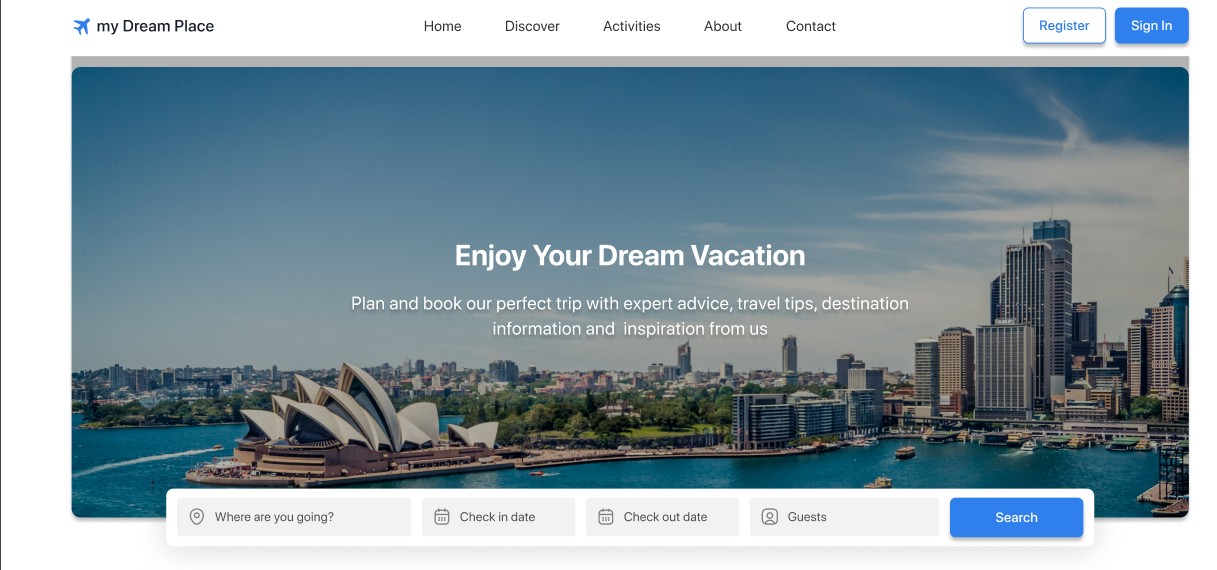 my Dream Place
Home
Discover
Activities
About
Contact
Register
Sign In
Enjoy Your Dream Vacation
Plan and book our perfect trip with expert advice, travel tips, destination
information and  inspiration from us
AMP
Where are you going?
Check in date
Check out date
Guests
Search